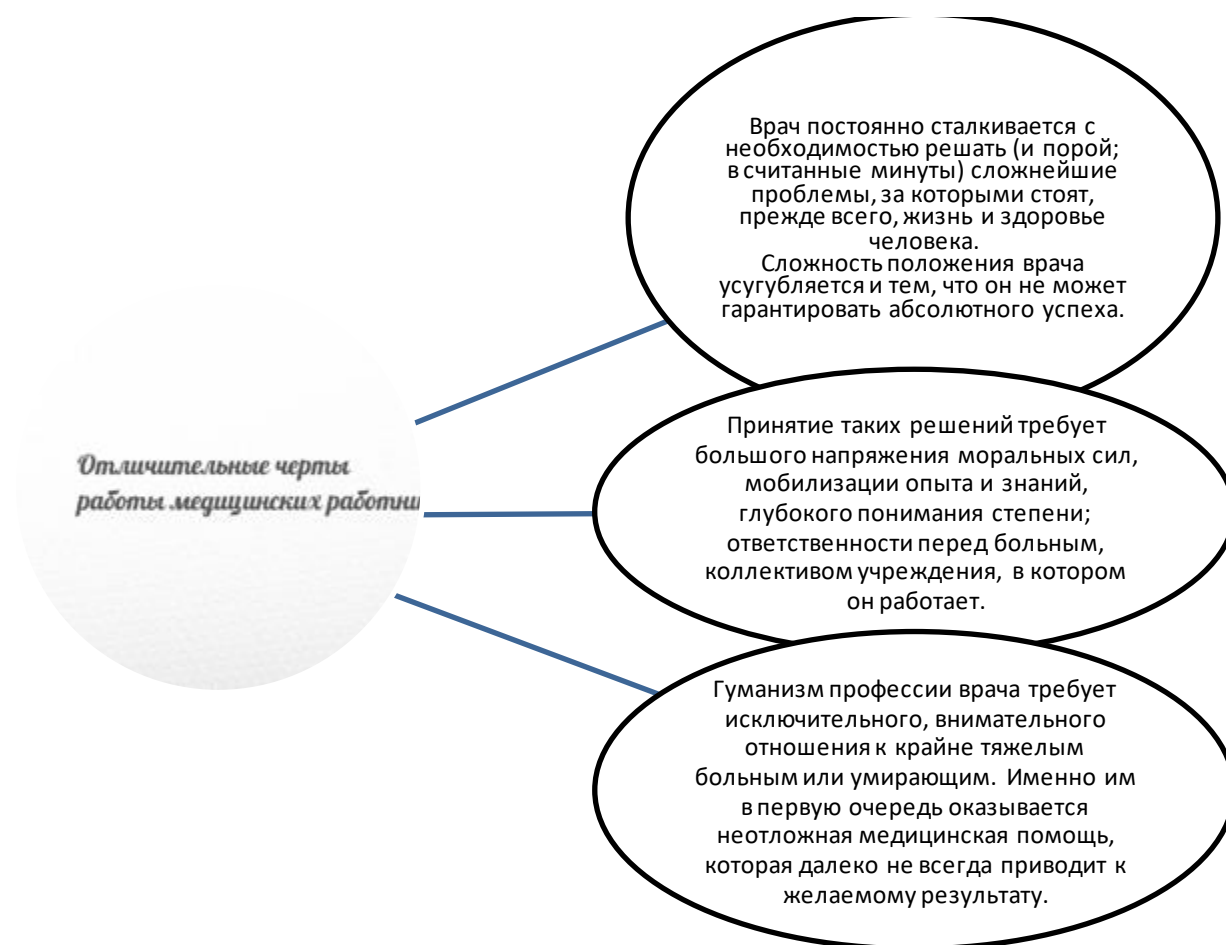 Отличительные черты
работы медицинских работни
Врач постоянно сталкивается с
необходимостью решать (и порой;
в считанные минуты) сложнейшие
проблемы, за которыми стоят,
прежде всего, жизнь и здоровье
человека.
Сложность положения врача
усугубляется и тем, что он не может
гарантировать абсолютного успеха.
Принятие таких решений требует
большого напряжения моральных сил,
мобилизации опыта и знаний,
глубокого понимания степени;
ответственности перед больным,
коллективом учреждения, в котором
он работает.
Гуманизм профессии врача требует
исключительного, внимательного
отношения к крайне тяжелым
больным или умирающим. Именно им
в первую очередь оказывается
неотложная медицинская помощь,
которая далеко не всегда приводит к
желаемому результату.